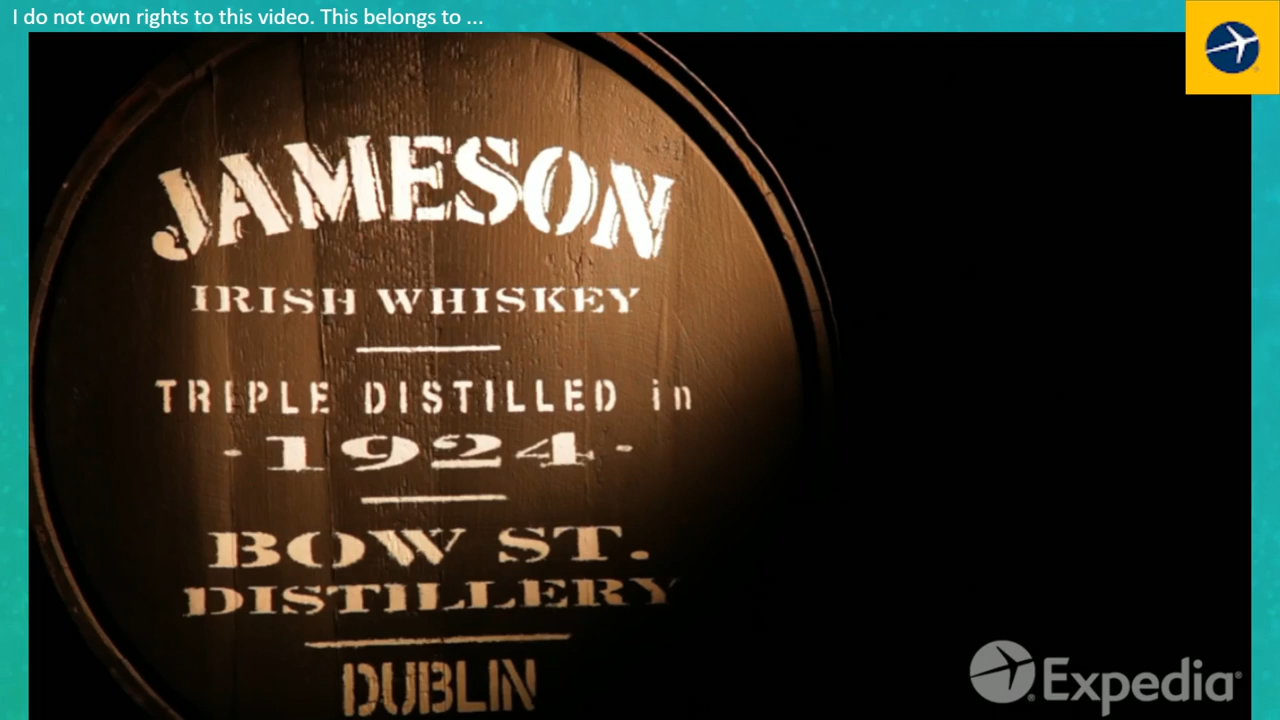 I do not own rights to this video. This belongs to ...
JAMESON
IRISH WHISKEY
TRIPLE DISTILLED in
·1924·
BOW ST.
DISTILLERY
DUBLIN
Expedia